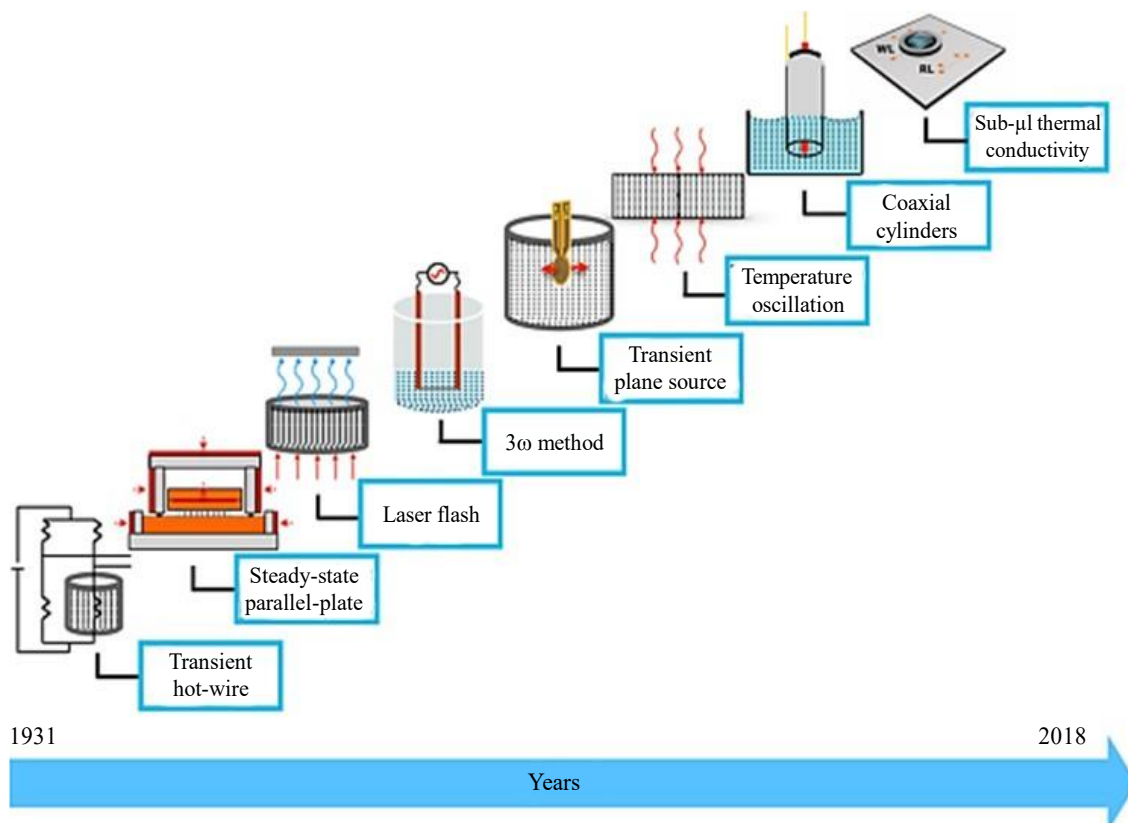 WL
RL
Sub-µl thermal
conductivity
Coaxial
cylinders
Temperature
oscillation
Transient
plane source
3ω method
Laser flash
Steady-state
parallel-plate
Transient
hot-wire
1931
2018
Years